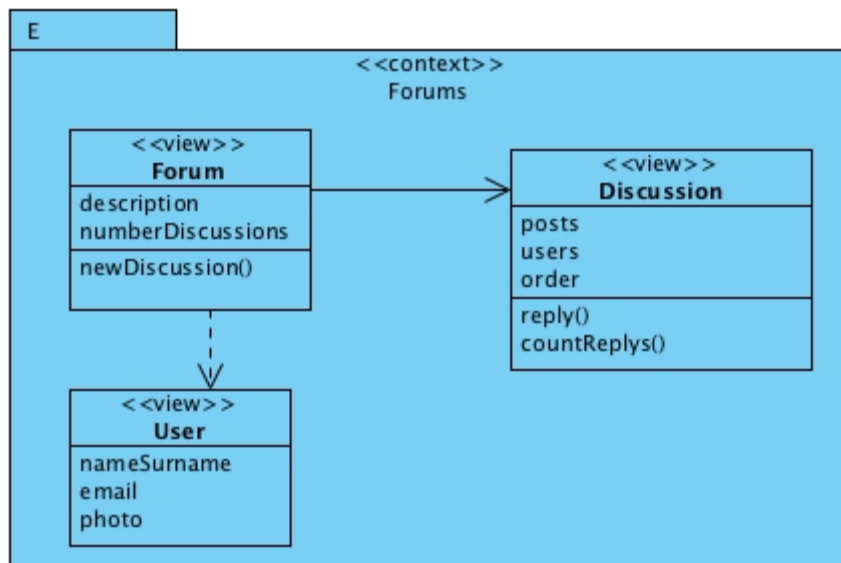 E
<<context>>
Forums
<<view>>
Forum
description
numberDiscussions
newDiscussion()
<<view>>
Discussion
posts
users
order
reply()
countReplys()
<<view>>
User
nameSurname
email
photo